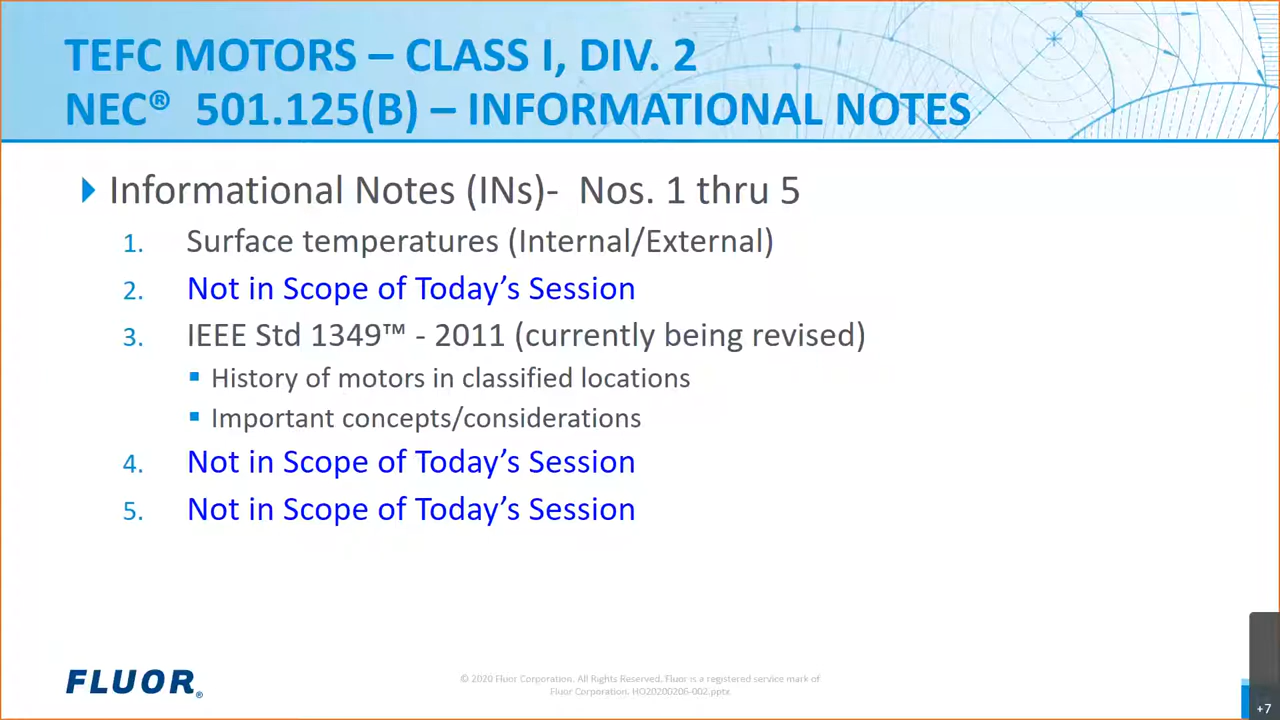 TEFC MOTORS – CLASS I, DIV. 2
NEC® 501.125(B) – INFORMATIONAL NOTES
Informational Notes (INs)- Nos. 1 thru 5
1. Surface temperatures (Internal/External)
2. Not in Scope of Today’s Session
3. IEEE Std 1349™ - 2011 (currently being revised)
History of motors in classified locations
Important concepts/considerations
4. Not in Scope of Today’s Session
5. Not in Scope of Today’s Session
FLUOR®
© 2020 Fluor Corporation. All Rights Reserved. Fluor is a registered service mark of
Fluor Corporation. HO20200206-002.pptx
+7